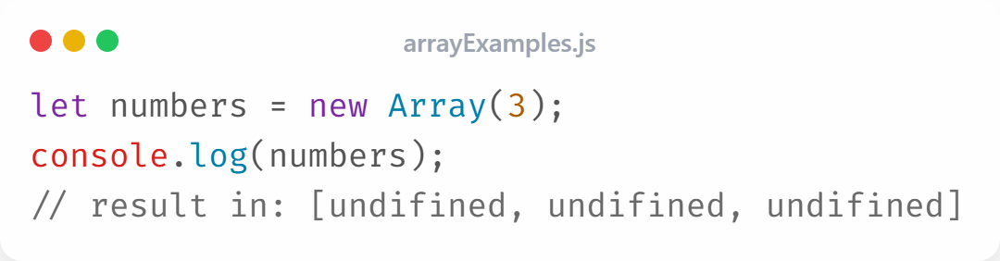 arrayExamples.js
let numbers = new Array(3);
console.log(numbers);
// result in: [undifined, undifined, undifined]